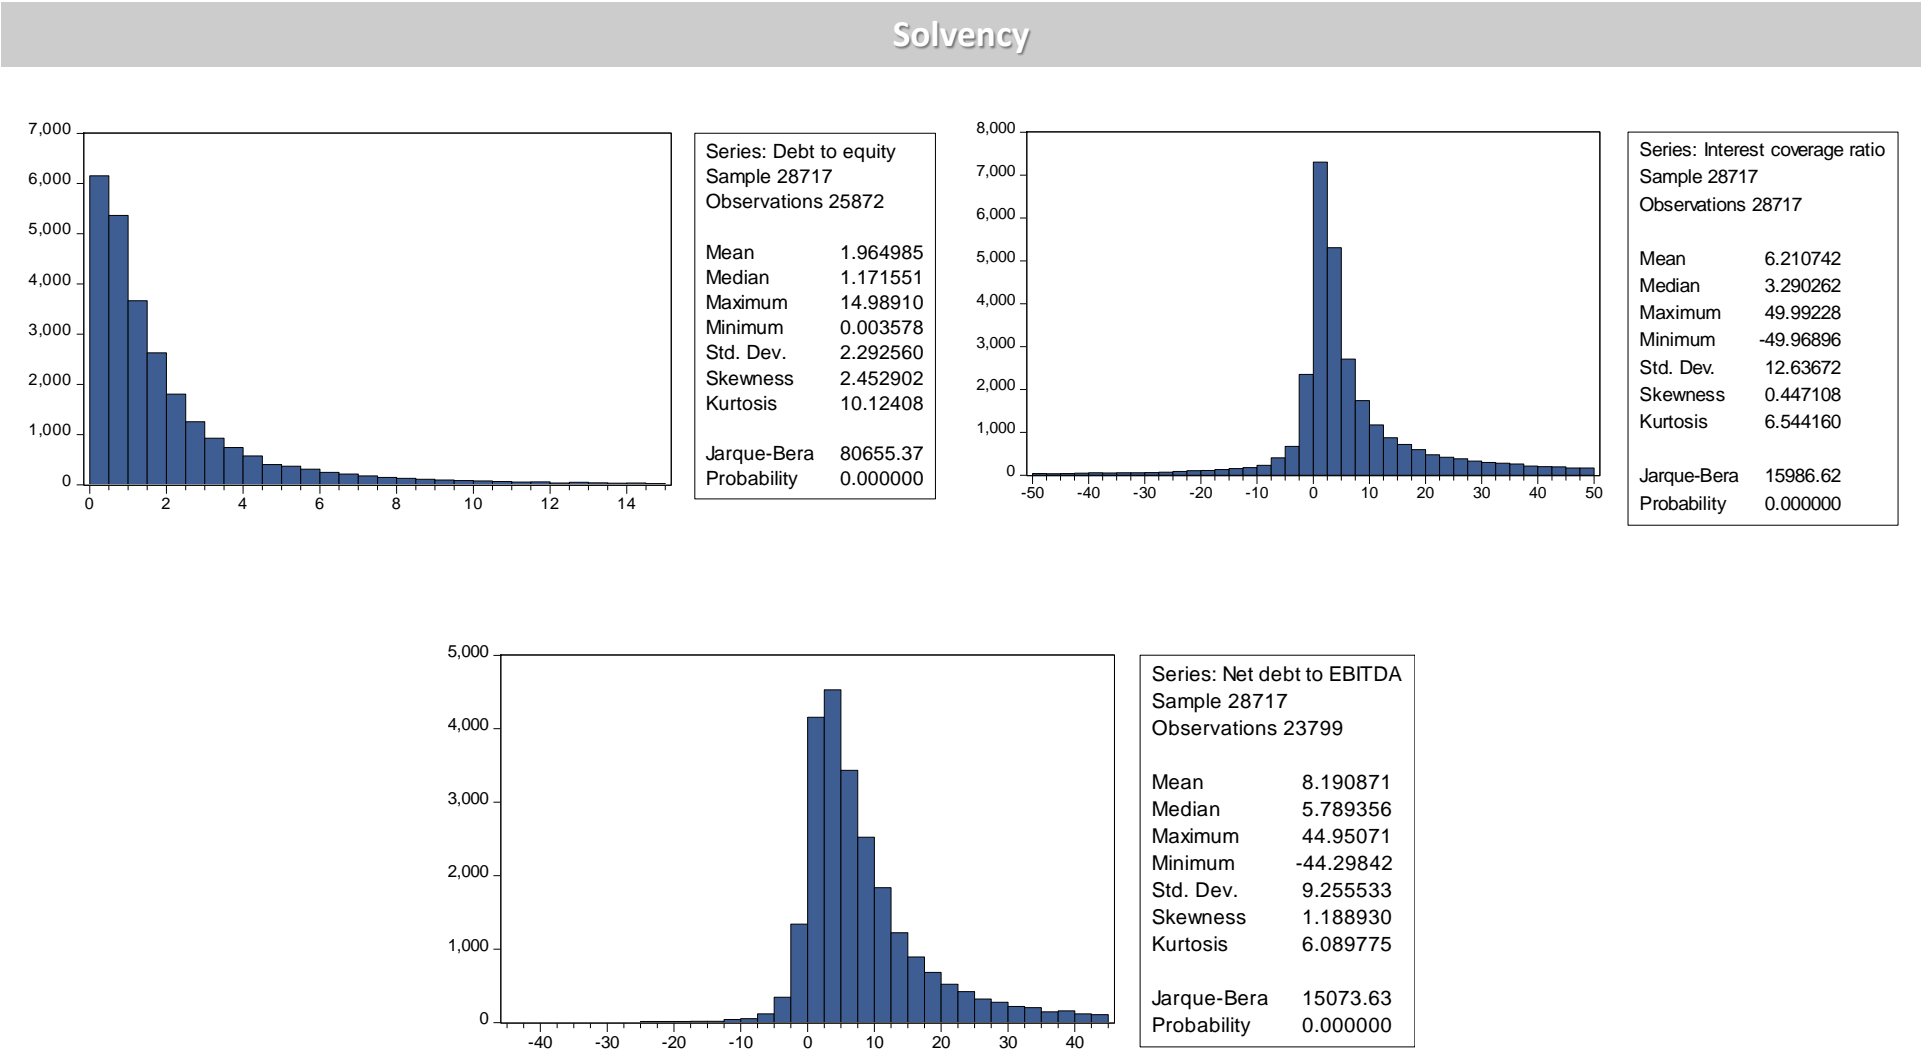 Solvency
7,000
6,000
5,000
4,000
3,000
2,000
1,000
0
0 2 4 6 8 10 12 14
Series: Debt to equity
Sample 28717
Observations 25872
Mean 1.964985
Median 1.171551
Maximum 14.98910
Minimum 0.003578
Std. Dev. 2.292560
Skewness 2.452902
Kurtosis 10.12408
Jarque-Bera 80655.37
Probability 0.000000
8,000
7,000
6,000
5,000
4,000
3,000
2,000
1,000
0
-50 -40 -30 -20 -10 0 10 20 30 40 50
Series: Interest coverage ratio
Sample 28717
Observations 28717
Mean 6.210742
Median 3.290262
Maximum 49.99228
Minimum -49.96896
Std. Dev. 12.63672
Skewness 0.447108
Kurtosis 6.544160
Jarque-Bera 15986.62
Probability 0.000000
5,000
4,000
3,000
2,000
1,000
0
-40 -30 -20 -10 0 10 20 30 40
Series: Net debt to EBITDA
Sample 28717
Observations 23799
Mean 8.190871
Median 5.789356
Maximum 44.95071
Minimum -44.29842
Std. Dev. 9.255533
Skewness 1.188930
Kurtosis 6.089775
Jarque-Bera 15073.63
Probability 0.000000